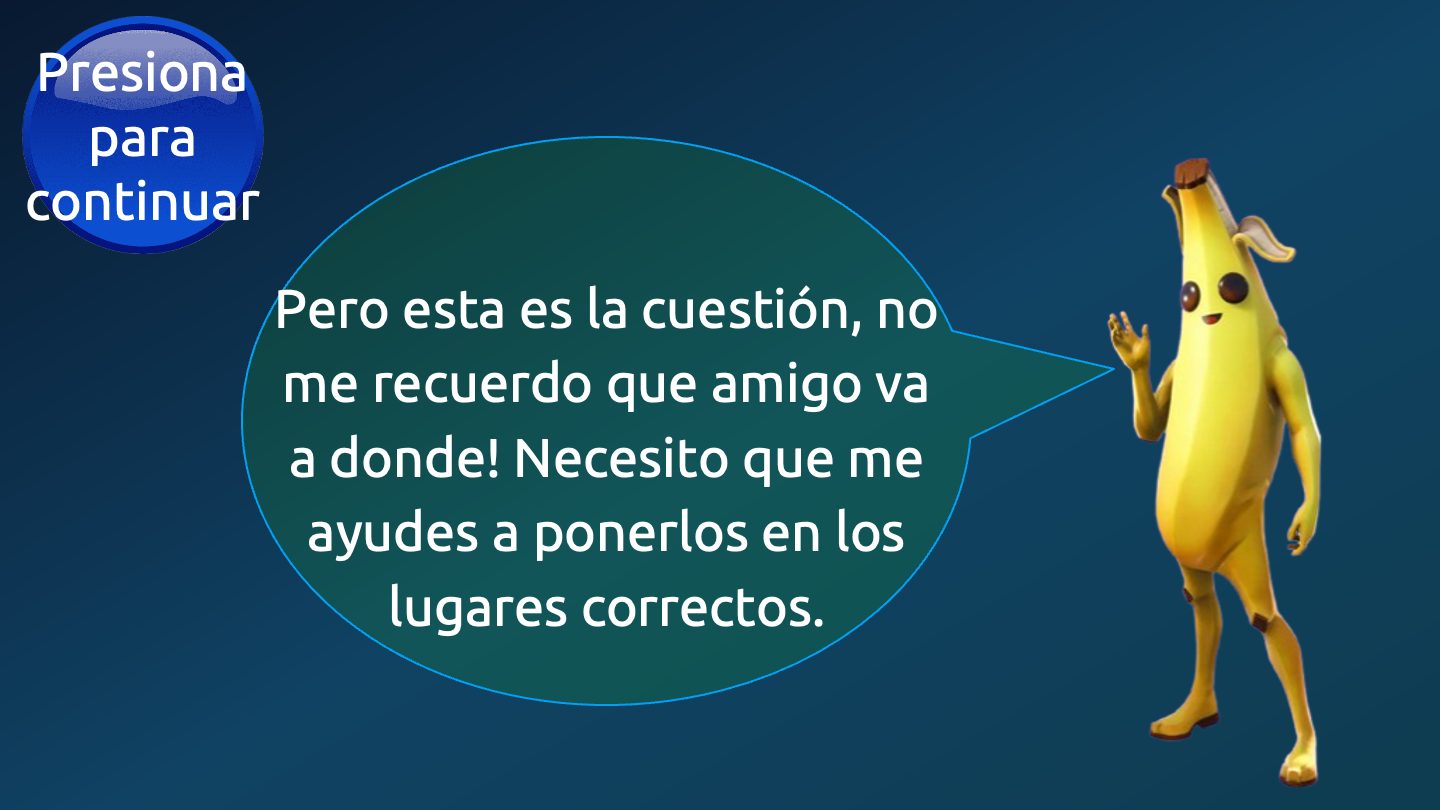 Presiona
para
continuar
Pero esta es la cuestión, no
me recuerdo que amigo va
a donde! Necesito que me
ayudes a ponerlos en los
lugares correctos.